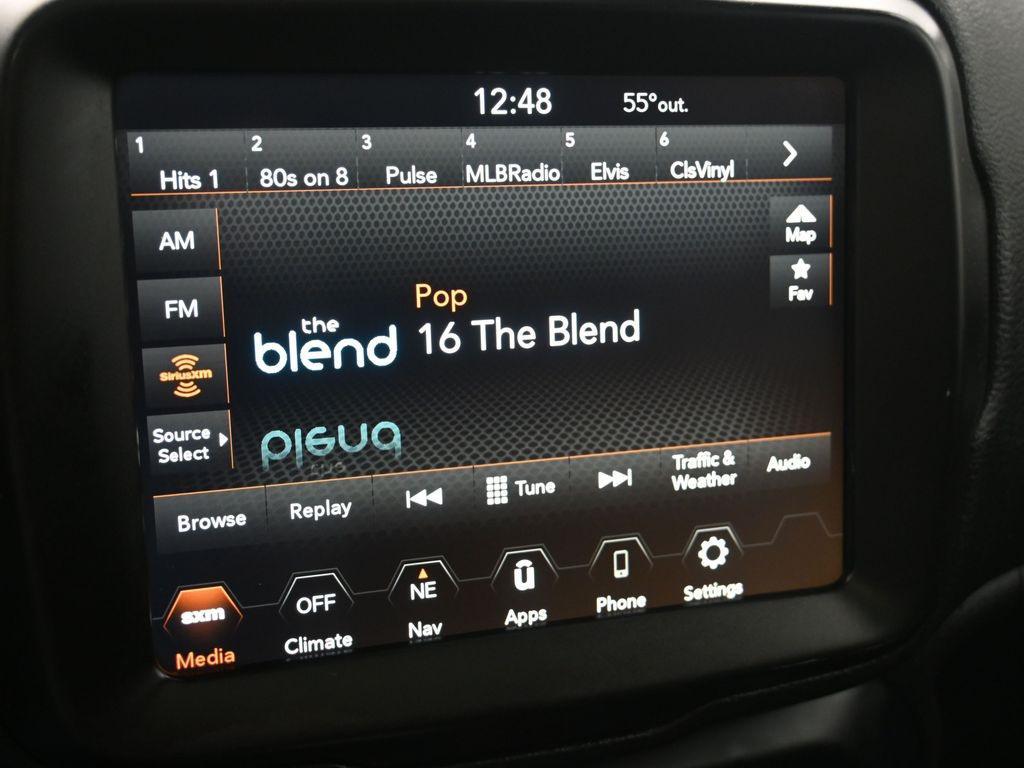 12:48 55°out.
1 2 3 4 5 6
Hits 1 80s on 8 Pulse MLBRadio Elvis ClsVinyl
AM
Map
FM
Fav
Pop
the
blend
16 The Blend
SiriusXM
Source
Select
Browse Replay Tune Traffic & Audio
Weather
sxm OFF NE
Media Climate Nav Apps Phone Settings